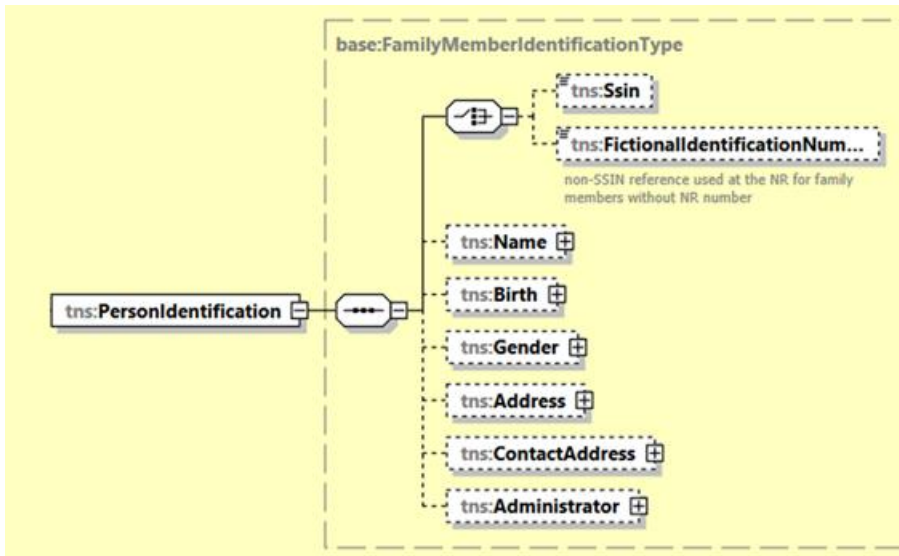 base:FamilyMemberIdentificationType
tns:Ssin
tns:FictionalIdentificationNum...
non-SSIN reference used at the NR for family
members without NR number
tns:Name
tns:Birth
tns:PersonIdentification
tns:Gender
tns:Address
tns:ContactAddress
tns:Administrator